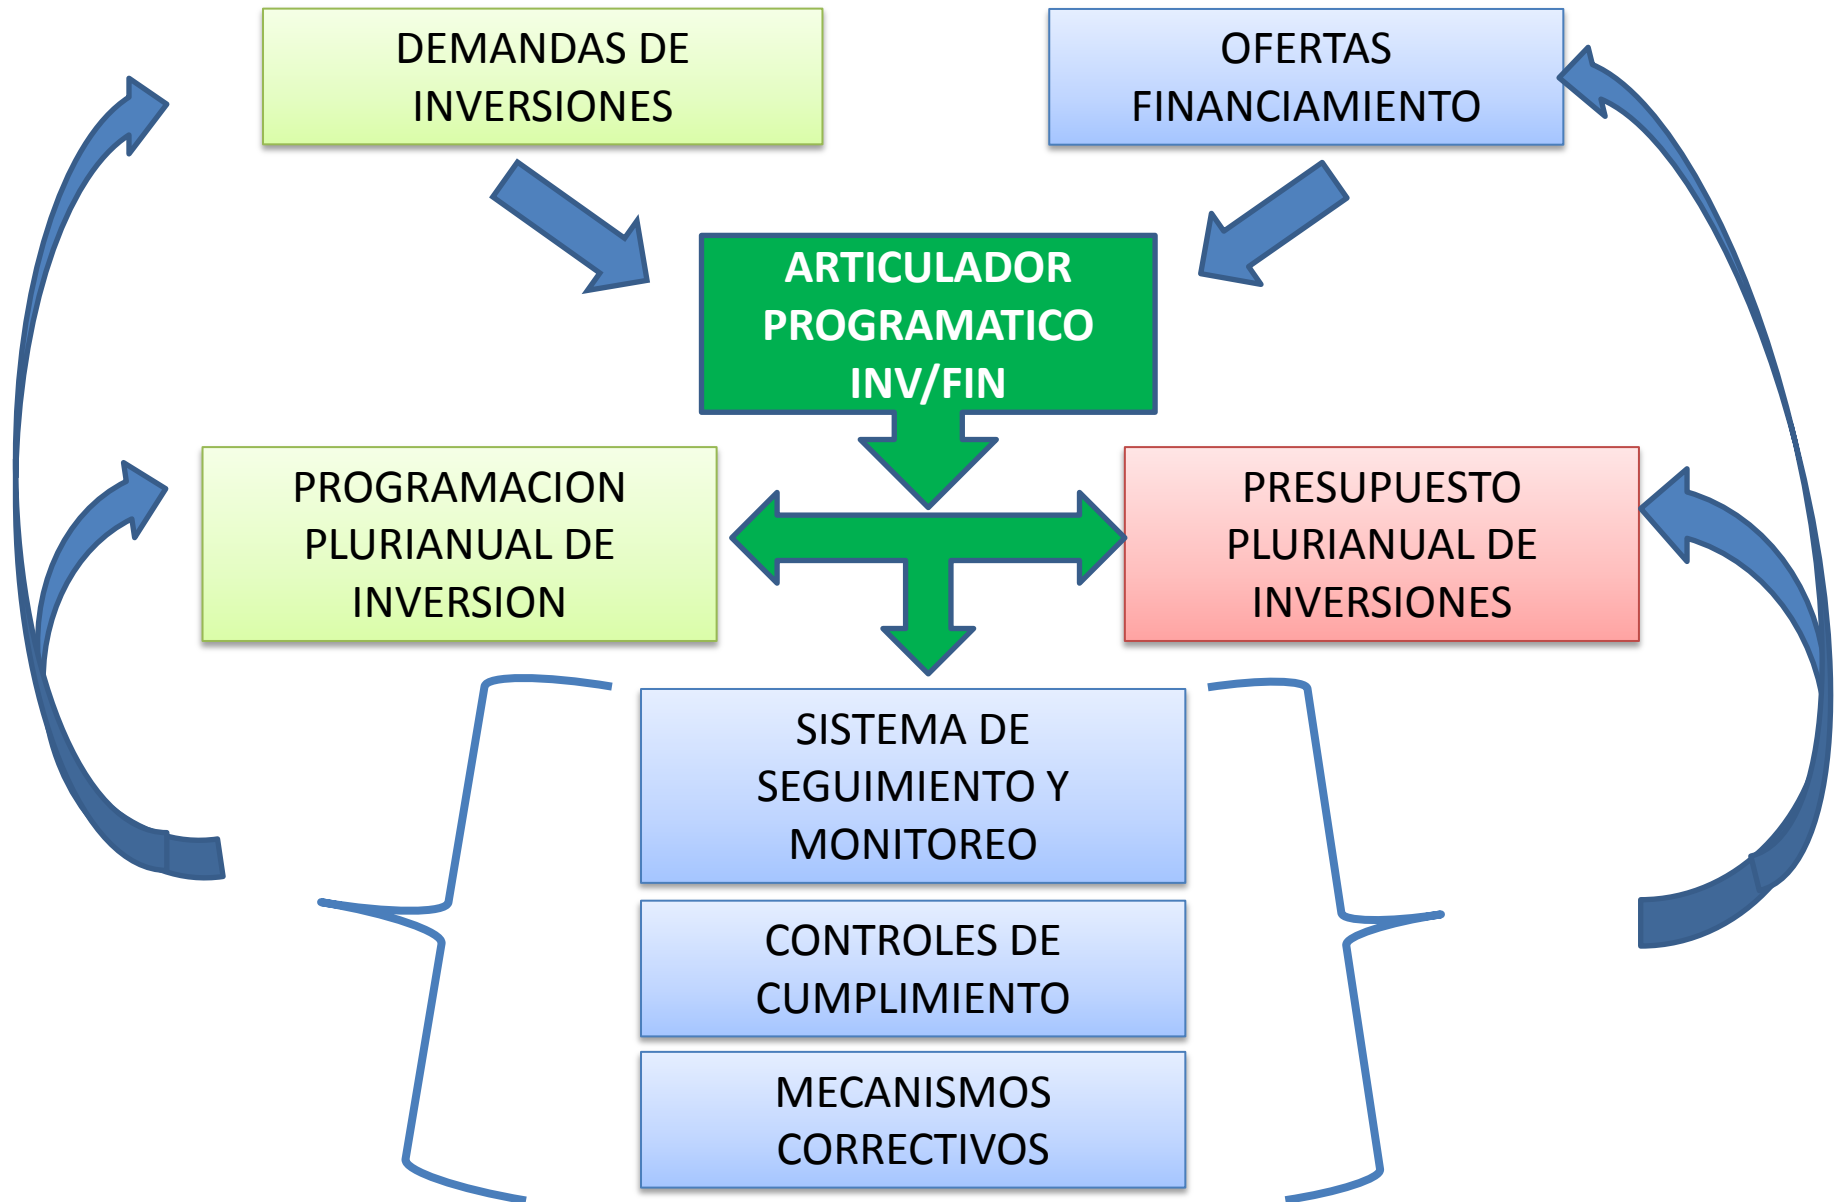 DEMANDAS DE
INVERSIONES
OFERTAS
FINANCIAMIENTO
ARTICULADOR
PROGRAMATICO
INV/FIN
PROGRAMACION
PLURIANUAL DE
INVERSION
PRESUPUESTO
PLURIANUAL DE
INVERSIONES
SISTEMA DE
SEGUIMIENTO Y
MONITOREO
CONTROLES DE
CUMPLIMIENTO
MECANISMOS
CORRECTIVOS